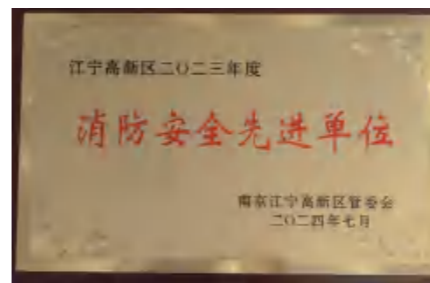 江宁高新区二〇二三年度
消防安全先进单位
南京江宁高新区管委会
二〇二四年七月